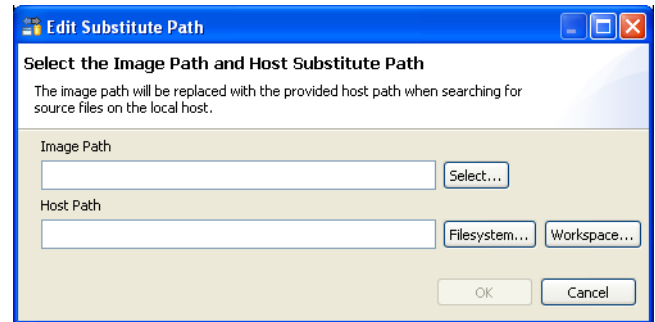 Edit Substitute Path
Select the Image Path and Host Substitute Path
The image path will be replaced with the provided host path when searching for
source files on the local host.
Image Path
Select...
Host Path
Filesystem... Workspace...
OK Cancel